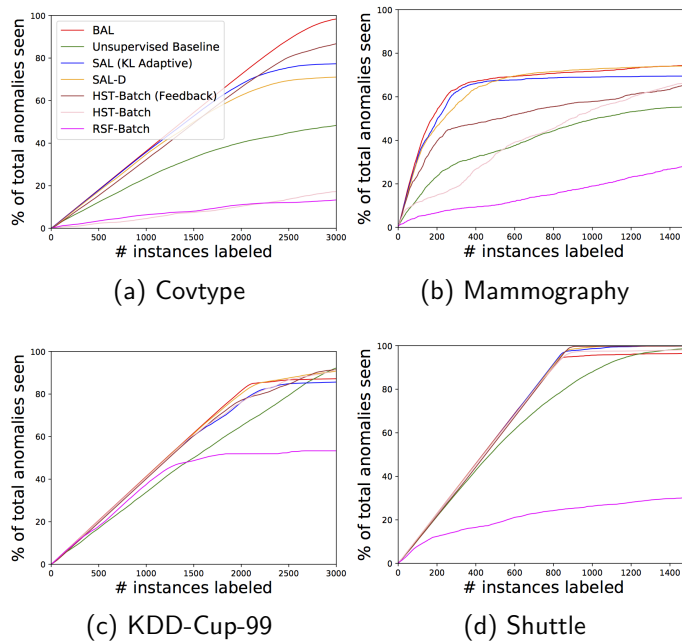 % of total anomalies seen
100
80
60
40
20
0
BAL
Unsupervised Baseline
SAL (KL Adaptive)
SAL-D
HST-Batch (Feedback)
HST-Batch
RSF-Batch
0 500 1000 1500 2000 2500 3000
# instances labeled
(a) Covtype
% of total anomalies seen
100
80
60
40
20
0
0 200 400 600 800 1000 1200 1400
# instances labeled
(b) Mammography
% of total anomalies seen
100
80
60
40
20
0
0 500 1000 1500 2000 2500 3000
# instances labeled
(c) KDD-Cup-99
% of total anomalies seen
100
80
60
40
20
0
0 200 400 600 800 1000 1200 1400
# instances labeled
(d) Shuttle